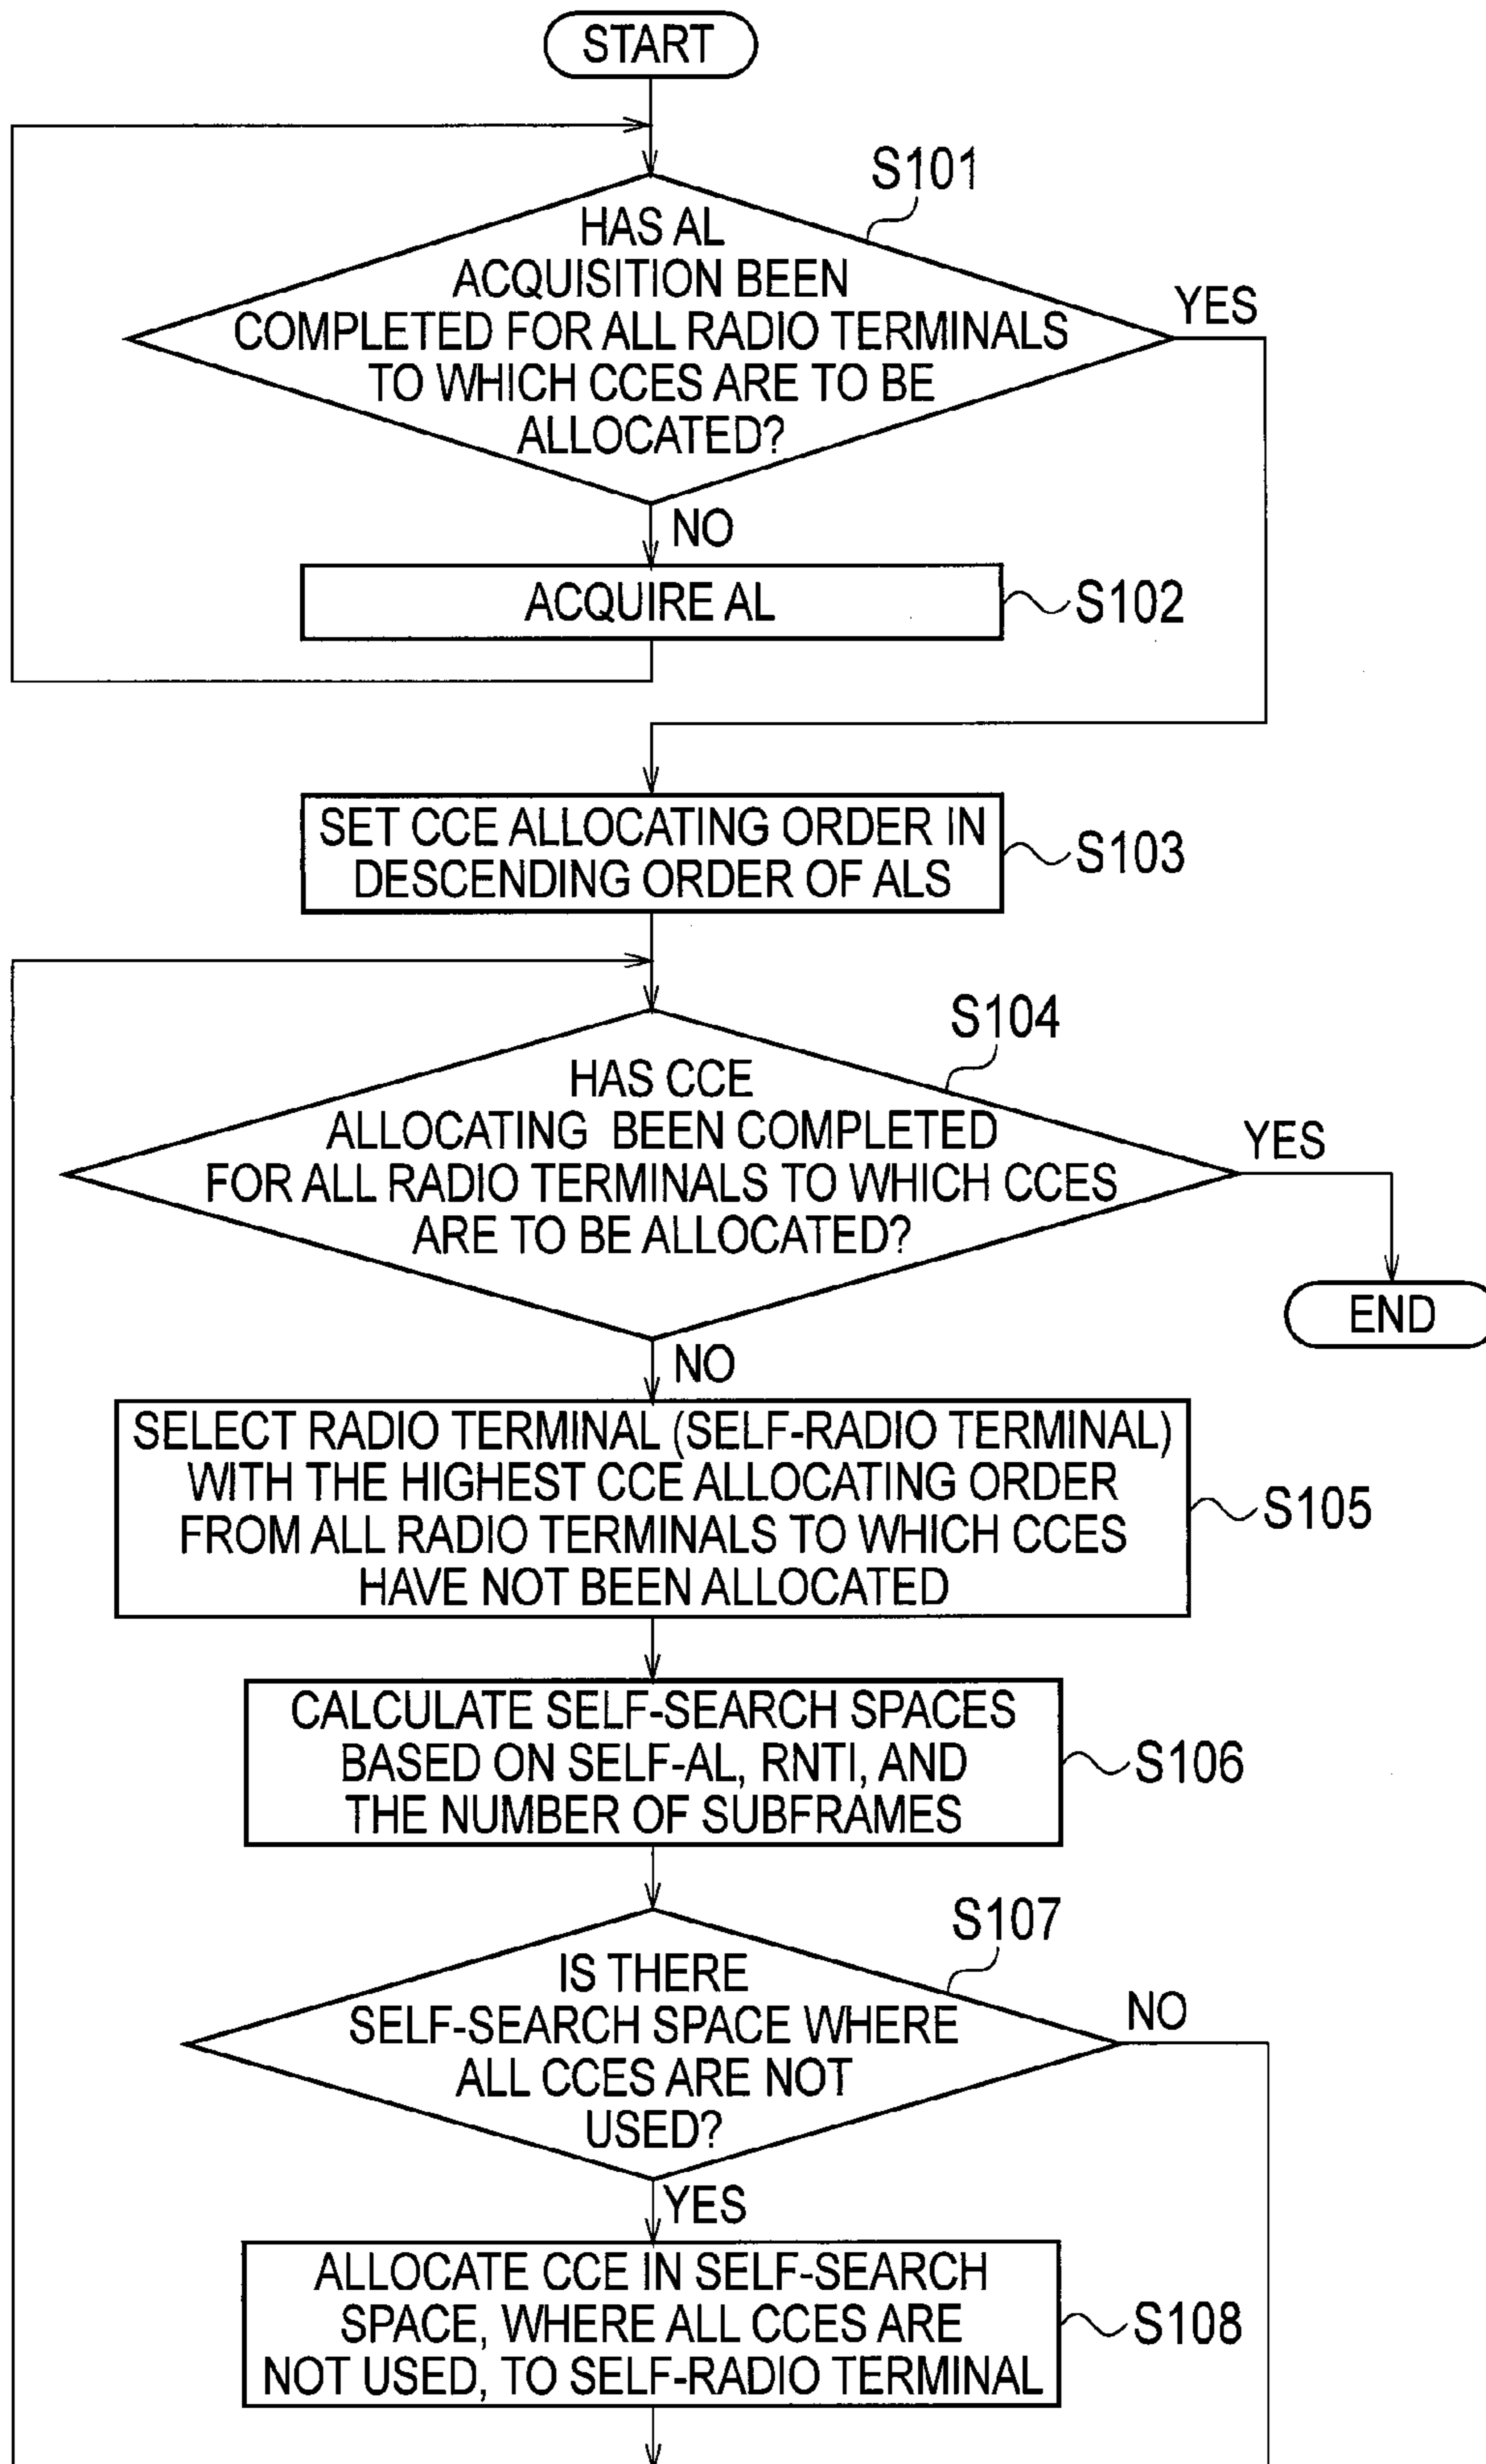 START
S101
HAS AL
ACQUISITION BEEN
COMPLETED FOR ALL RADIO TERMINALS
TO WHICH CCES ARE TO BE
ALLOCATED?
YES
NO
ACQUIRE AL
S102
SET CCE ALLOCATING ORDER IN
DESCENDING ORDER OF ALS
S103
S104
HAS CCE
ALLOCATING BEEN COMPLETED
FOR ALL RADIO TERMINALS TO WHICH CCES
ARE TO BE ALLOCATED?
YES
END
NO
SELECT RADIO TERMINAL (SELF-RADIO TERMINAL)
WITH THE HIGHEST CCE ALLOCATING ORDER
FROM ALL RADIO TERMINALS TO WHICH CCES
HAVE NOT BEEN ALLOCATED
S105
CALCULATE SELF-SEARCH SPACES
BASED ON SELF-AL, RNTI, AND
THE NUMBER OF SUBFRAMES
S106
S107
IS THERE
SELF-SEARCH SPACE WHERE
ALL CCES ARE NOT
USED?
NO
YES
ALLOCATE CCE IN SELF-SEARCH
SPACE, WHERE ALL CCES ARE
NOT USED, TO SELF-RADIO TERMINAL
S108